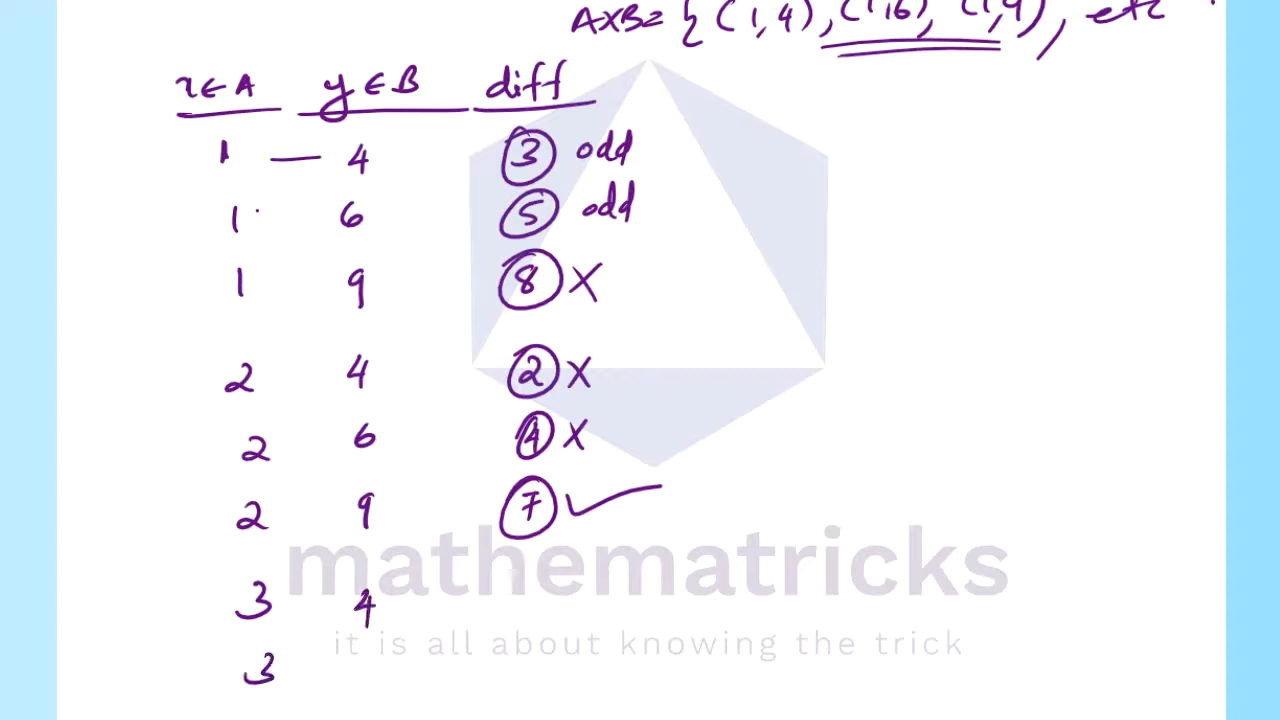 A×B = { (1, 4), (1,6), (1,9), etc
x ∈ A y ∈ B diff
1 — 4 3 odd
1 6 5 odd
1 9 8 X
2 4 2 X
2 6 4 X
2 9 7 ✓
mathematricks
3 4
it is all about knowing the trick
3